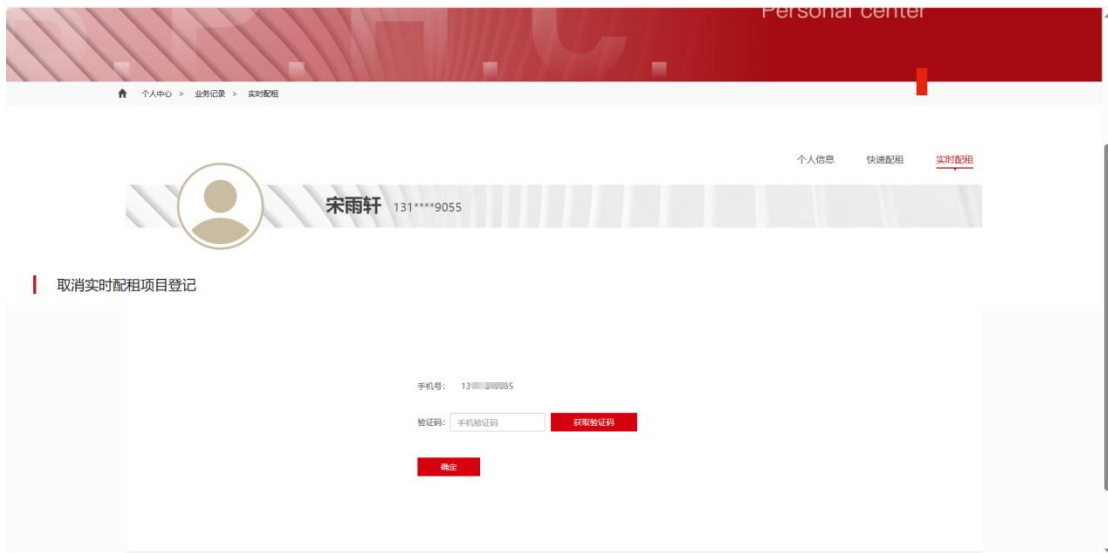 P.H.C.
Personal center
个人中心 > 业务记录 > 实时配租
个人信息 快速配租 实时配租
宋雨轩 131****9055
取消实时配租项目登记
手机号:
验证码: 手机验证码 获取验证码
确定